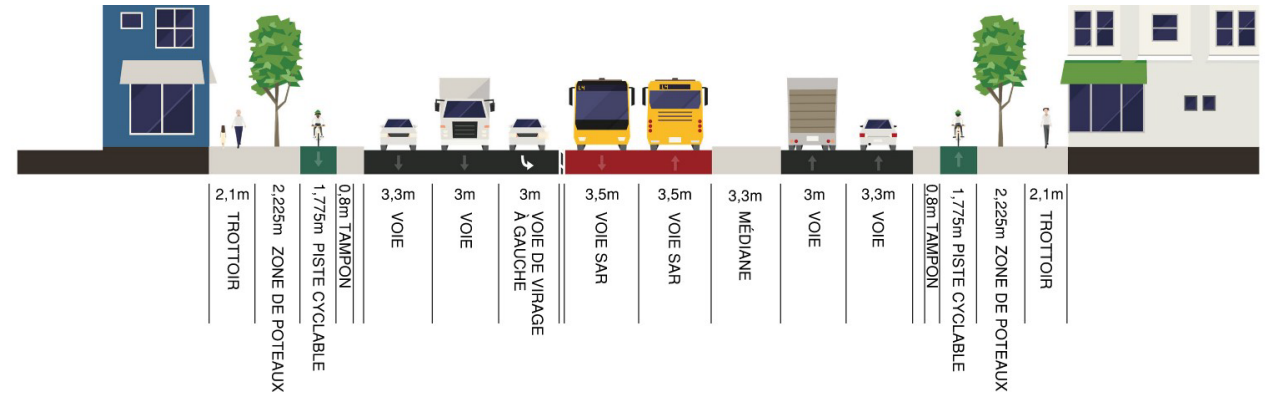 2,1m TROTTOIR
2,225m ZONE DE POTEAUX
1,775m PISTE CYCLABLE
0,8m TAMPON
3,3m
VOIE
3m
VOIE
3m
VOIE DE VIRAGE
À GAUCHE
3,5m
VOIE SAR
3,5m
VOIE SAR
3,3m
MÉDIANE
3m
VOIE
3,3m
VOIE
0,8m TAMPON
1,775m PISTE CYCLABLE
2,225m ZONE DE POTEAUX
2,1m TROTTOIR